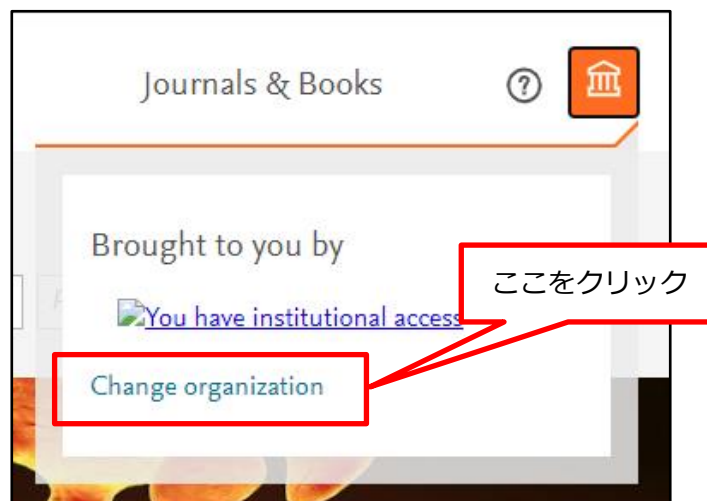 Journals & Books
Brought to you by
ここをクリック
You have institutional access
Change organization